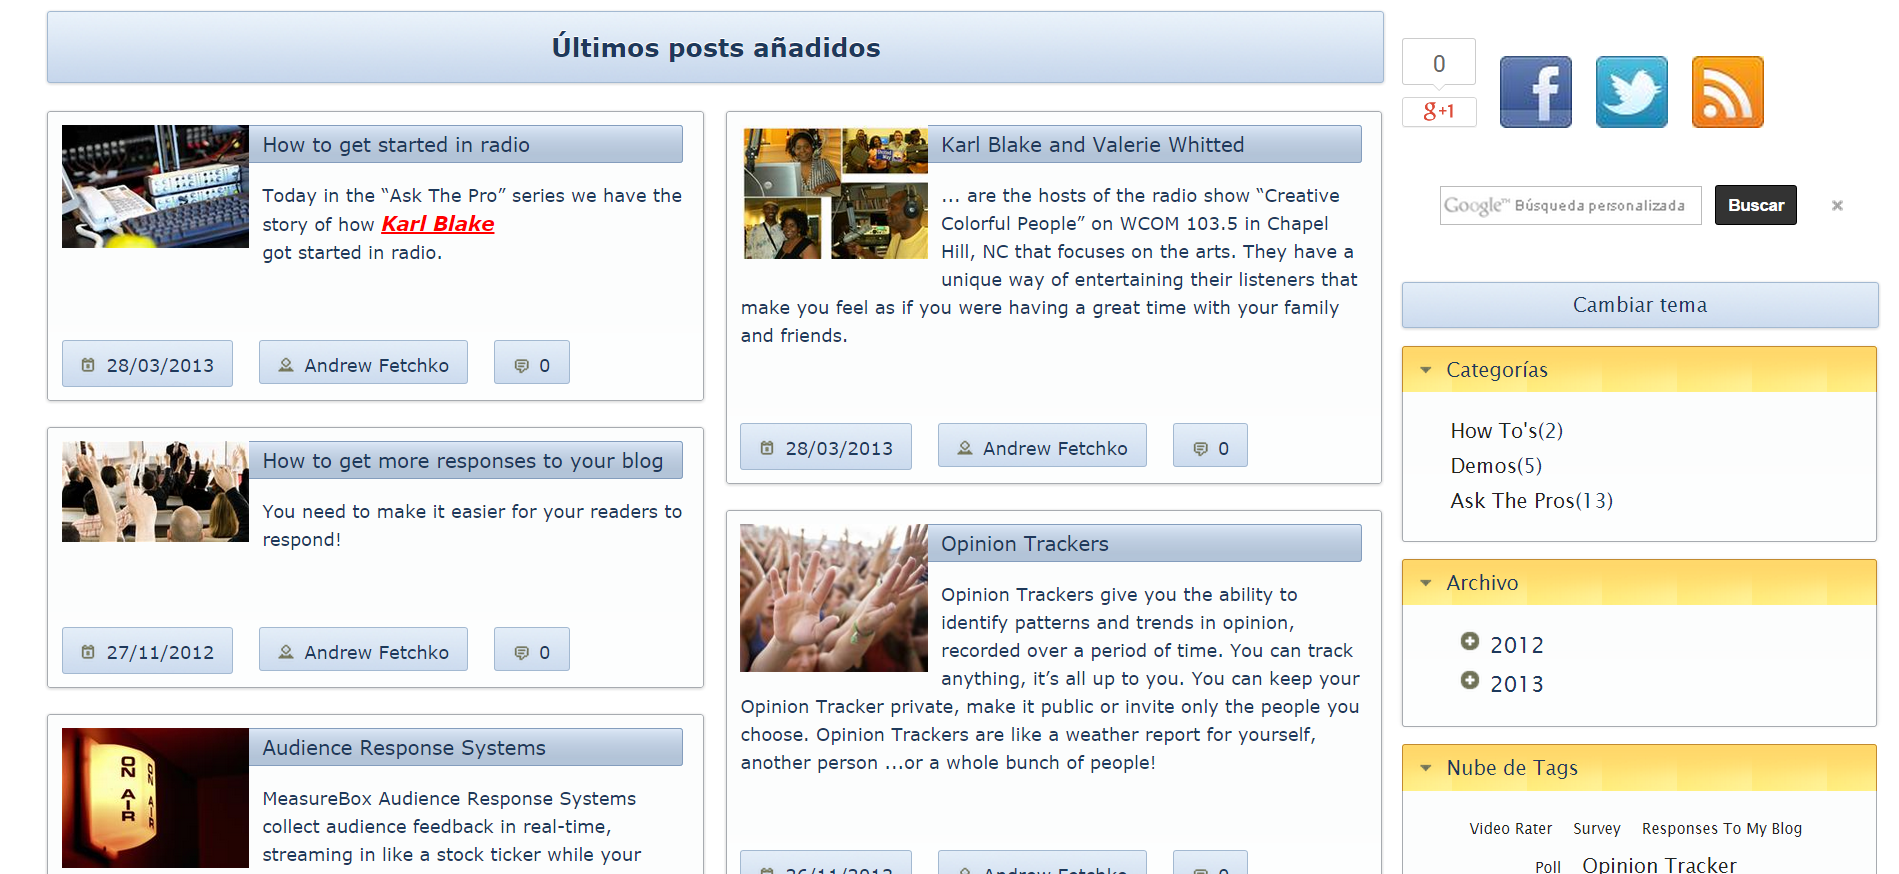 Últimos posts añadidos
How to get started in radio
Today in the “Ask The Pro” series we have the
story of how Karl Blake
got started in radio.
28/03/2013
Andrew Fetchko
0
How to get more responses to your blog
You need to make it easier for your readers to
respond!
27/11/2012
Andrew Fetchko
0
ON AIR
ON AIR
Audience Response Systems
MeasureBox Audience Response Systems
collect audience feedback in real-time,
streaming in like a stock ticker while your
Karl Blake and Valerie Whitted
... are the hosts of the radio show “Creative
Colorful People” on WCOM 103.5 in Chapel
Hill, NC that focuses on the arts. They have a
unique way of entertaining their listeners that
make you feel as if you were having a great time with your family
and friends.
28/03/2013
Andrew Fetchko
0
Opinion Trackers
Opinion Trackers give you the ability to
identify patterns and trends in opinion,
recorded over a period of time. You can track
anything, it’s all up to you. You can keep your
Opinion Tracker private, make it public or invite only the people you
choose. Opinion Trackers are like a weather report for yourself,
another person ...or a whole bunch of people!
Andrew Fetchko
0
0
g+1
Google™ Búsqueda personalizada
Buscar
Cambiar tema
Categorías
How To's(2)
Demos(5)
Ask The Pros(13)
Archivo
2012
2013
Nube de Tags
Video Rater Survey Responses To My Blog
Poll Opinion Tracker